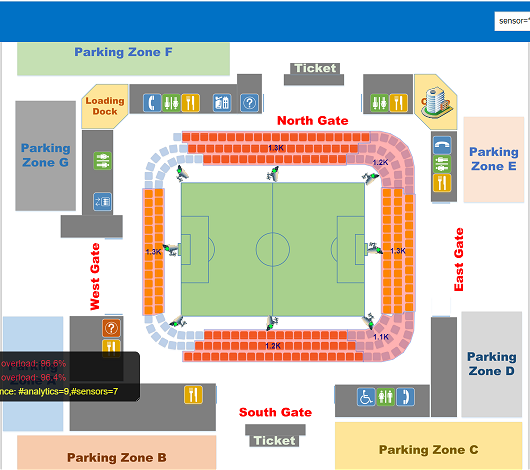 sensor="
Parking Zone F
Ticket
Loading
Dock
North Gate
1.3K
1.2K
Parking
Zone G
Parking
Zone E
?
West Gate
1.3K
1.3K
East Gate
?
overload: 96.6%
overload: 96.4%
nce: #analytics=9,#sensors=7
1.2K
1.1K
Parking
Zone D
South Gate
Ticket
Parking Zone B
Parking Zone C